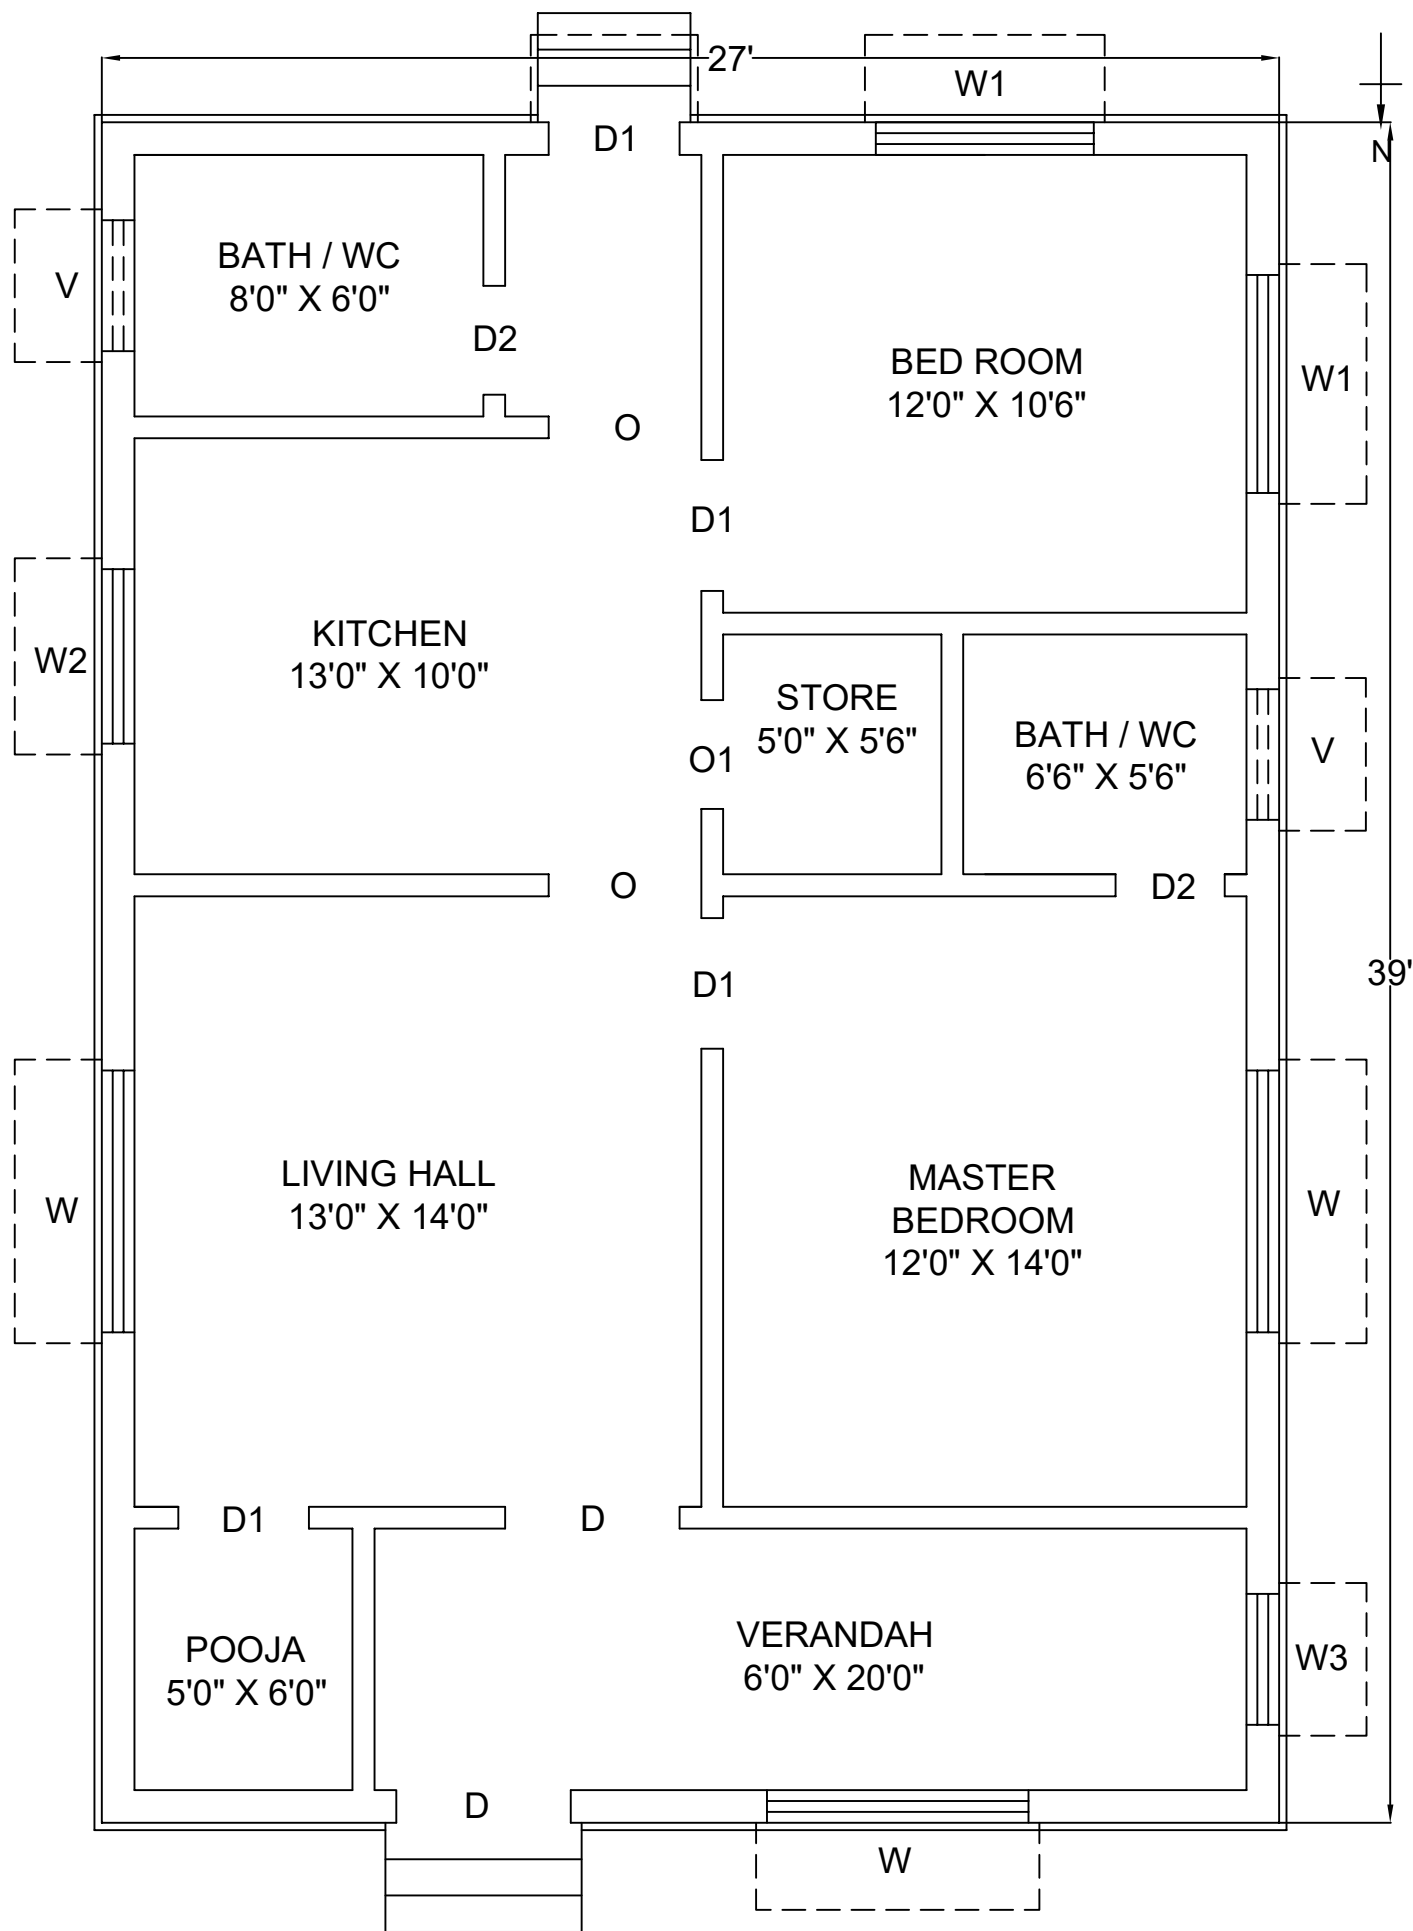 27'
W1
D1
N
BATH / WC
8'0" X 6'0"
V
D2
BED ROOM
12'0" X 10'6"
W1
O
D1
KITCHEN
13'0" X 10'0"
W2
STORE
5'0" X 5'6"
O1
BATH / WC
6'6" X 5'6"
V
O
D2
D1
39'
LIVING HALL
13'0" X 14'0"
W
MASTER
BEDROOM
12'0" X 14'0"
W
D1
D
POOJA
5'0" X 6'0"
VERANDAH
6'0" X 20'0"
W3
D
W